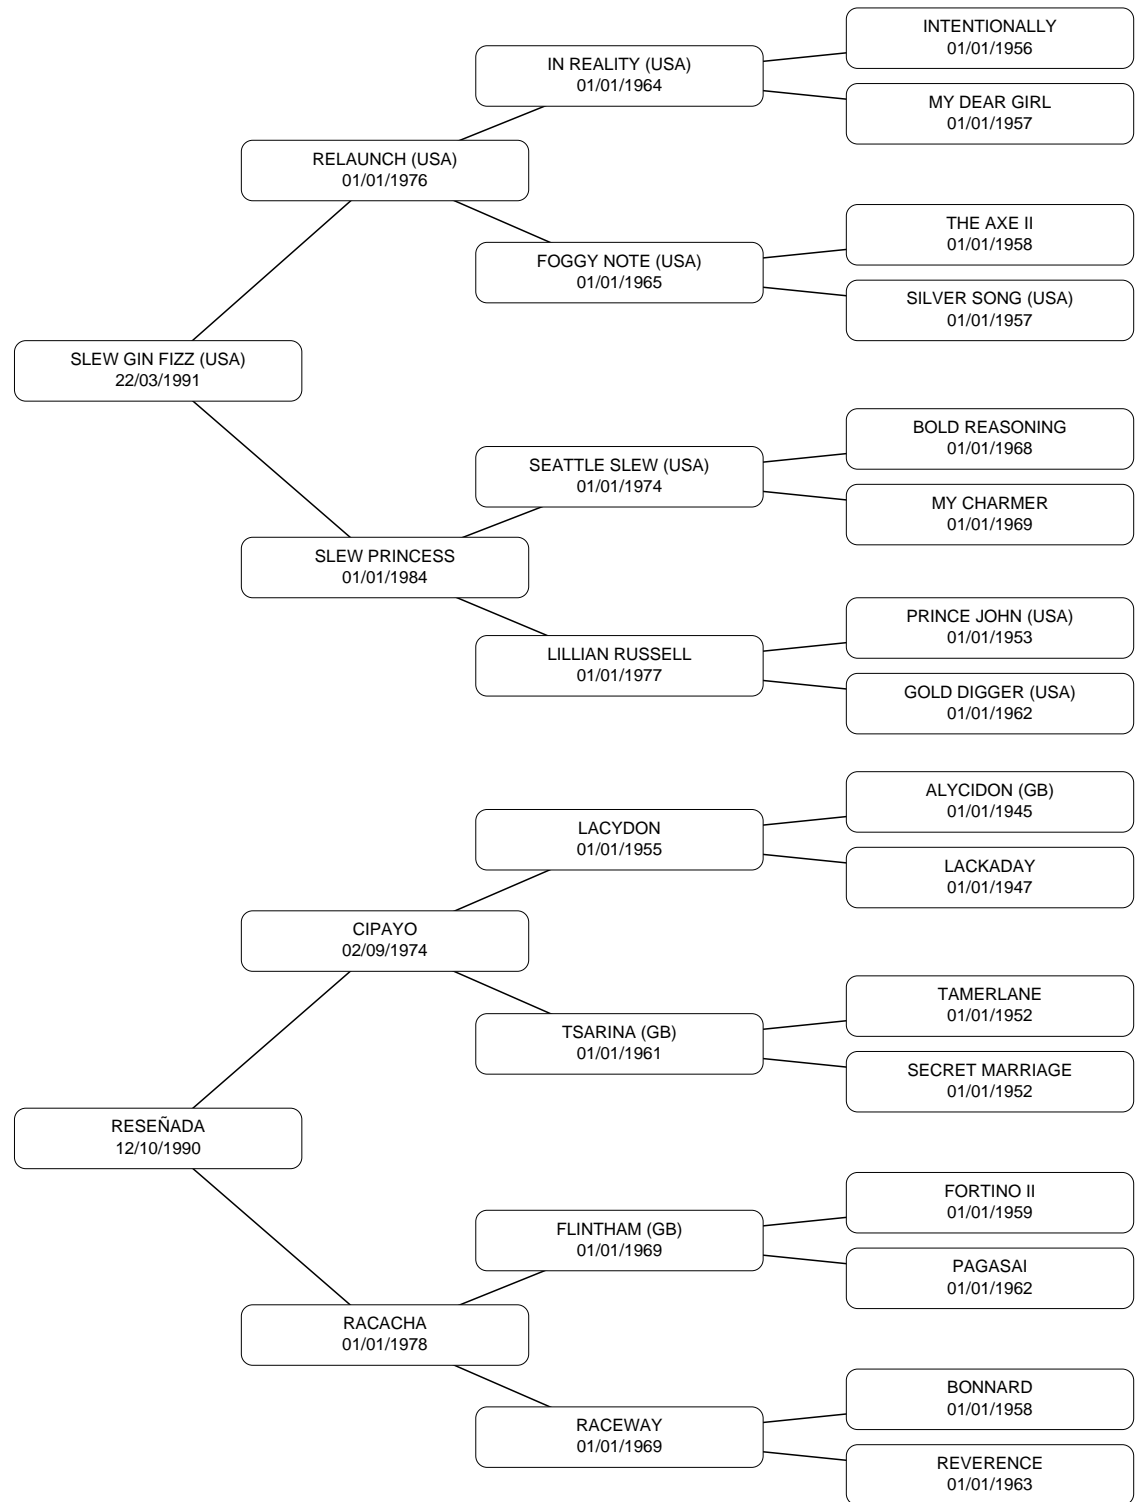 INTENTIONALLY
01/01/1956
IN REALITY (USA)
01/01/1964
MY DEAR GIRL
01/01/1957
RELAUNCH (USA)
01/01/1976
THE AXE II
01/01/1958
FOGGY NOTE (USA)
01/01/1965
SILVER SONG (USA)
01/01/1957
SLEW GIN FIZZ (USA)
22/03/1991
BOLD REASONING
01/01/1968
SEATTLE SLEW (USA)
01/01/1974
MY CHARMER
01/01/1969
SLEW PRINCESS
01/01/1984
PRINCE JOHN (USA)
01/01/1953
LILLIAN RUSSELL
01/01/1977
GOLD DIGGER (USA)
01/01/1962
ALYCIDON (GB)
01/01/1945
LACYDON
01/01/1955
LACKADAY
01/01/1947
CIPAYO
02/09/1974
TAMERLANE
01/01/1952
TSARINA (GB)
01/01/1961
SECRET MARRIAGE
01/01/1952
RESEÑADA
12/10/1990
FORTINO II
01/01/1959
FLINTHAM (GB)
01/01/1969
PAGASAI
01/01/1962
RACACHA
01/01/1978
BONNARD
01/01/1958
RACEWAY
01/01/1969
REVERENCE
01/01/1963